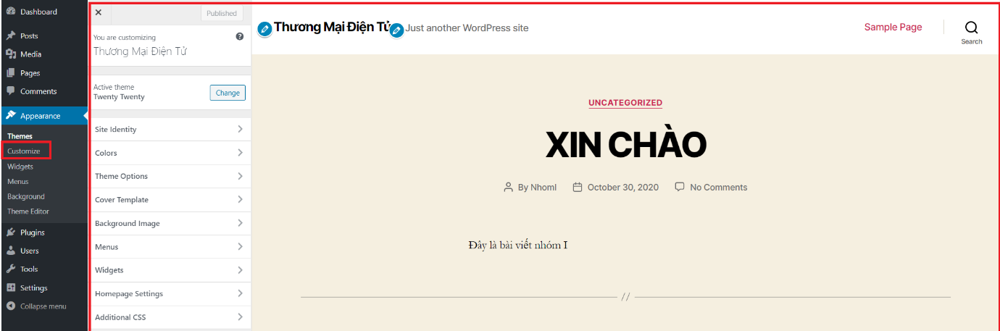 Dashboard
Posts
Media
Pages
Comments
Appearance
Themes
Customize
Widgets
Menus
Background
Theme Editor
Plugins
Users
Tools
Settings
Collapse menu
Published
You are customizing
Thương Mại Điện Tử
Active theme
Twenty Twenty
Change
Site Identity
Colors
Theme Options
Cover Template
Background Image
Menus
Widgets
Homepage Settings
Additional CSS
Thương Mại Điện Tử Just another WordPress site
Sample Page
Search
UNCATEGORIZED
XIN CHÀO
By NhomI October 30, 2020 No Comments
Đây là bài viết nhóm I
//